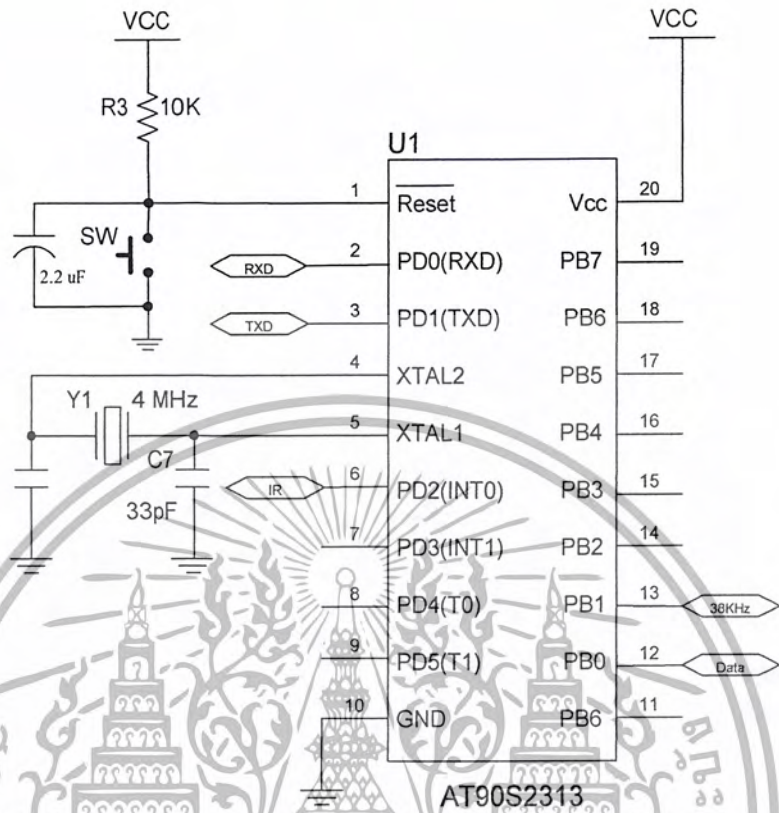 VCC
VCC
R3
10K
U1
1
Reset
Vcc
20
SW
2.2 uF
RXD
2
PD0(RXD)
PB7
19
TXD
3
PD1(TXD)
PB6
18
4
XTAL2
PB5
17
Y1
4 MHz
5
XTAL1
PB4
16
C7
33pF
IR
6
PD2(INT0)
PB3
15
7
PD3(INT1)
PB2
14
8
PD4(T0)
PB1
13
38KHz
9
PD5(T1)
PB0
12
Data
10
GND
PB6
11
AT90S2313